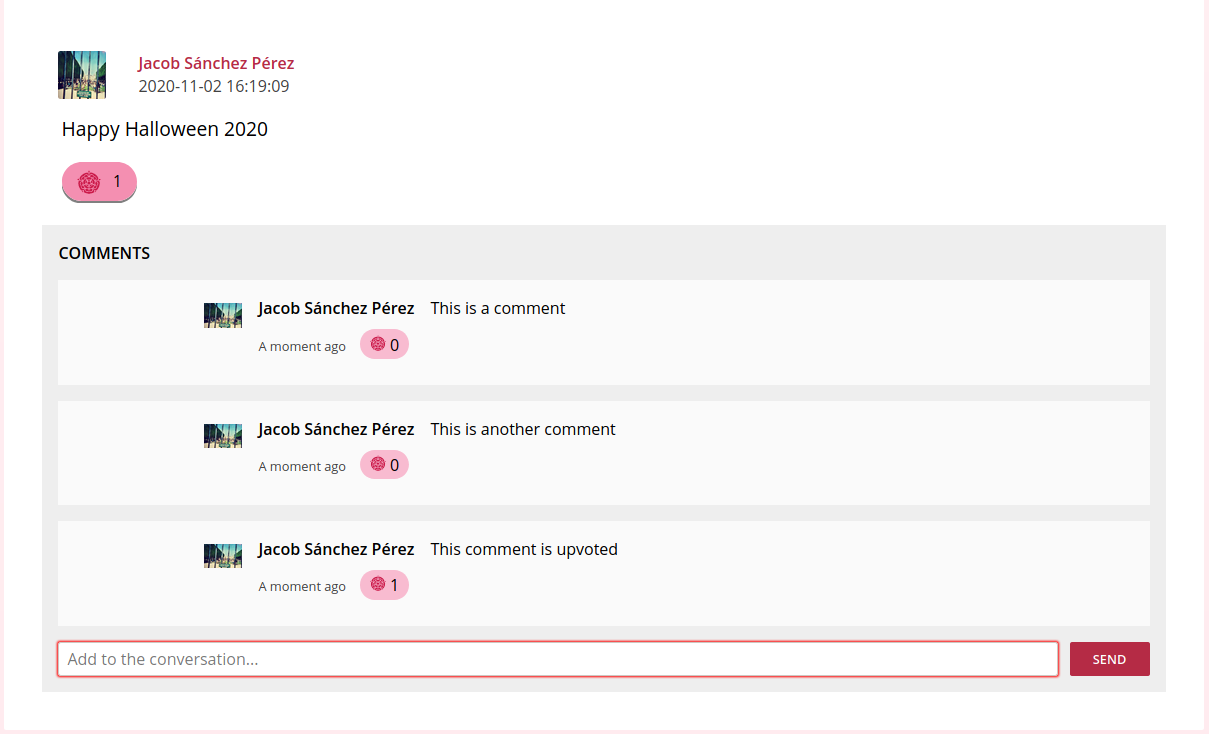 Jacob Sánchez Pérez
2020-11-02 16:19:09
Happy Halloween 2020
1
COMMENTS
Jacob Sánchez Pérez This is a comment
A moment ago 0
Jacob Sánchez Pérez This is another comment
A moment ago 0
Jacob Sánchez Pérez This comment is upvoted
A moment ago 1
Add to the conversation... SEND